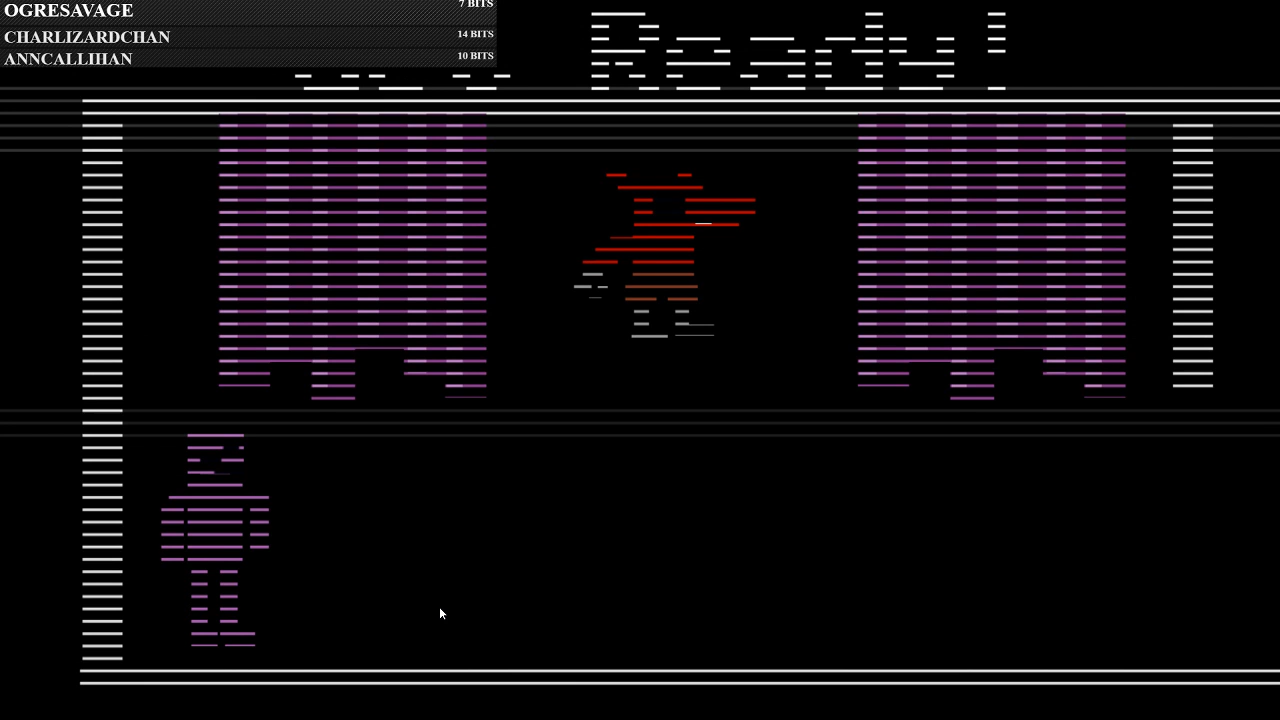 OGRESAVAGE 7 BITS
CHARLIZARDCHAN 14 BITS
ANNCALLIHAN 10 BITS
Ready!